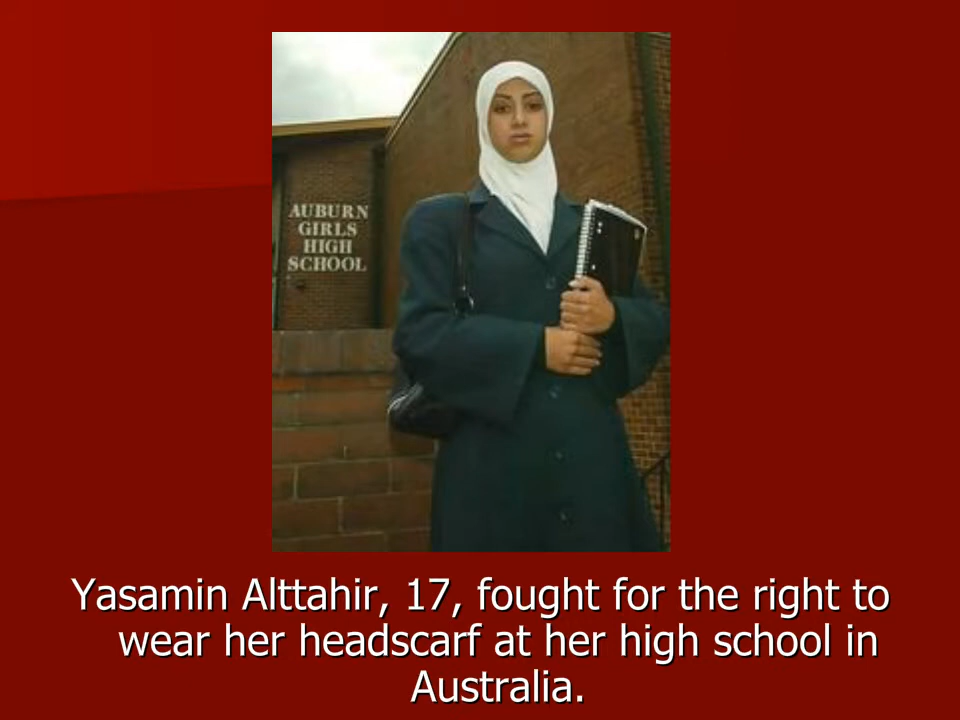 AUBURN
GIRLS
HIGH
SCHOOL
Yasamin Alttahir, 17, fought for the right to
wear her headscarf at her high school in
Australia.